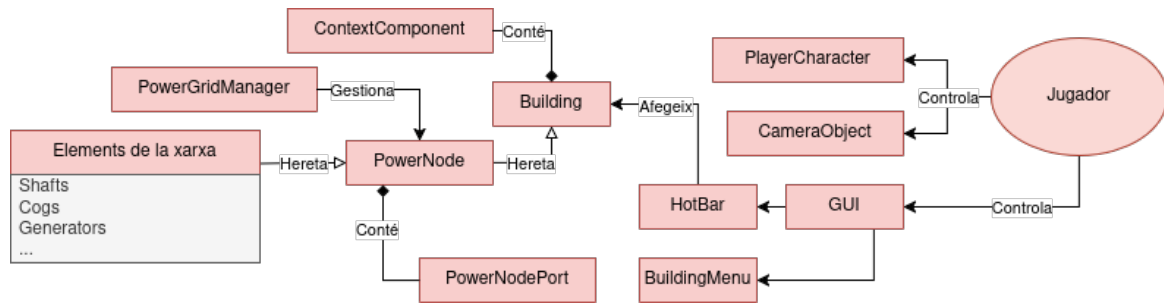 ContextComponent
Conté
PlayerCharacter
PowerGridManager
Gestiona
Building
Afegeix
Controla
Jugador
CameraObject
Elements de la xarxa
Hereta
PowerNode
Hereta
Shafts
Cogs
Generators
...
HotBar
GUI
Controla
Conté
PowerNodePort
BuildingMenu